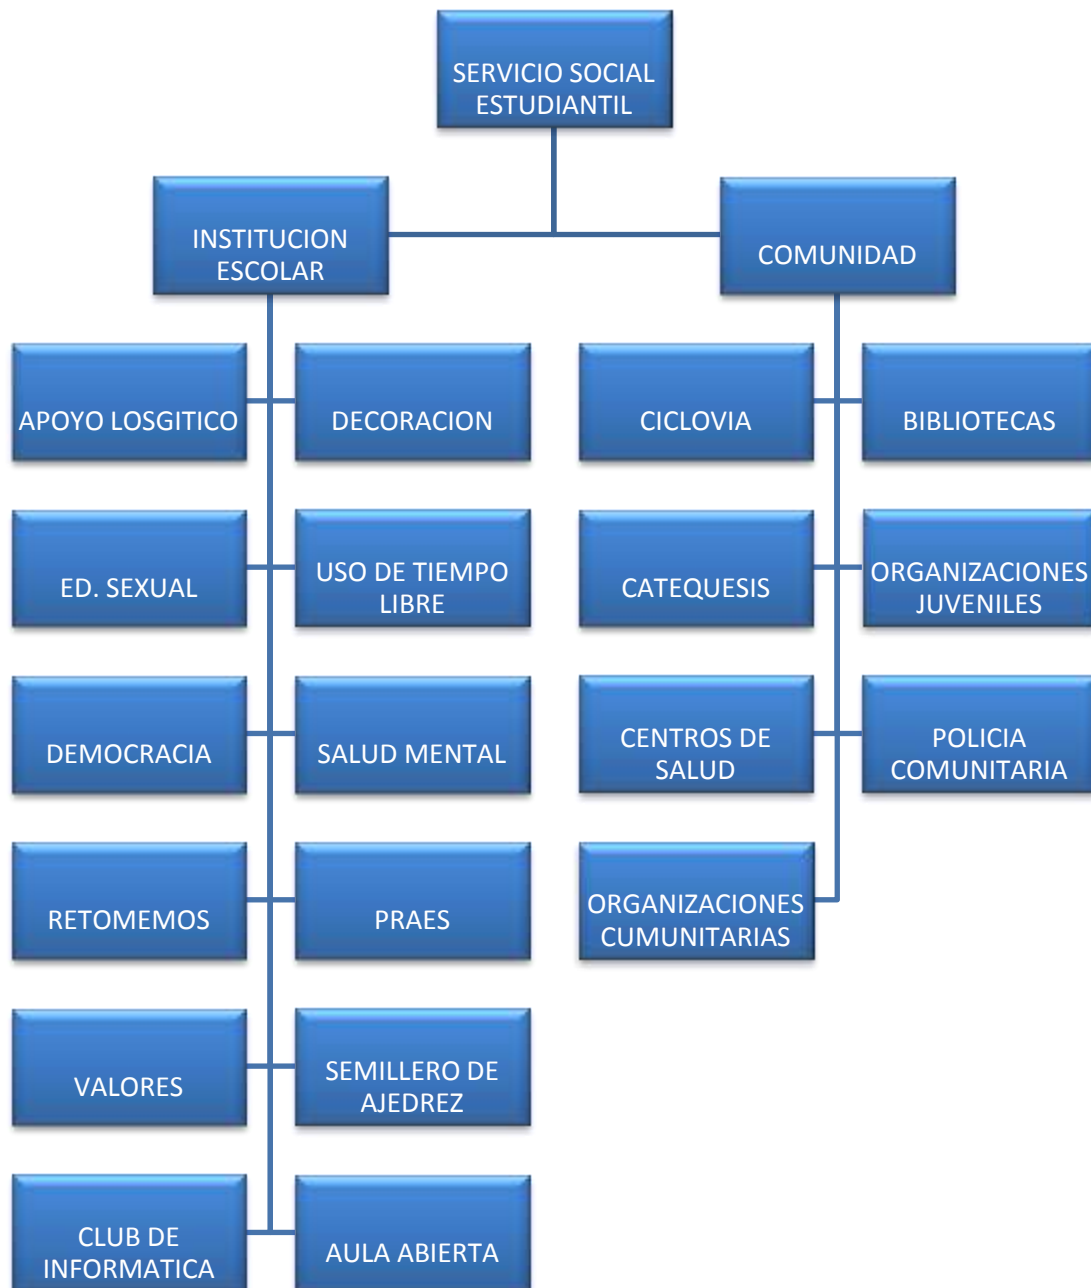 SERVICIO SOCIAL
ESTUDIANTIL
INSTITUCION
ESCOLAR
COMUNIDAD
APOYO LOSGITICO
DECORACION
CICLOVIA
BIBLIOTECAS
ED. SEXUAL
USO DE TIEMPO
LIBRE
CATEQUESIS
ORGANIZACIONES
JUVENILES
DEMOCRACIA
SALUD MENTAL
CENTROS DE
SALUD
POLICIA
COMUNITARIA
RETOMEMOS
PRAES
ORGANIZACIONES
CUMUNITARIAS
VALORES
SEMILLERO DE
AJEDREZ
CLUB DE
INFORMATICA
AULA ABIERTA